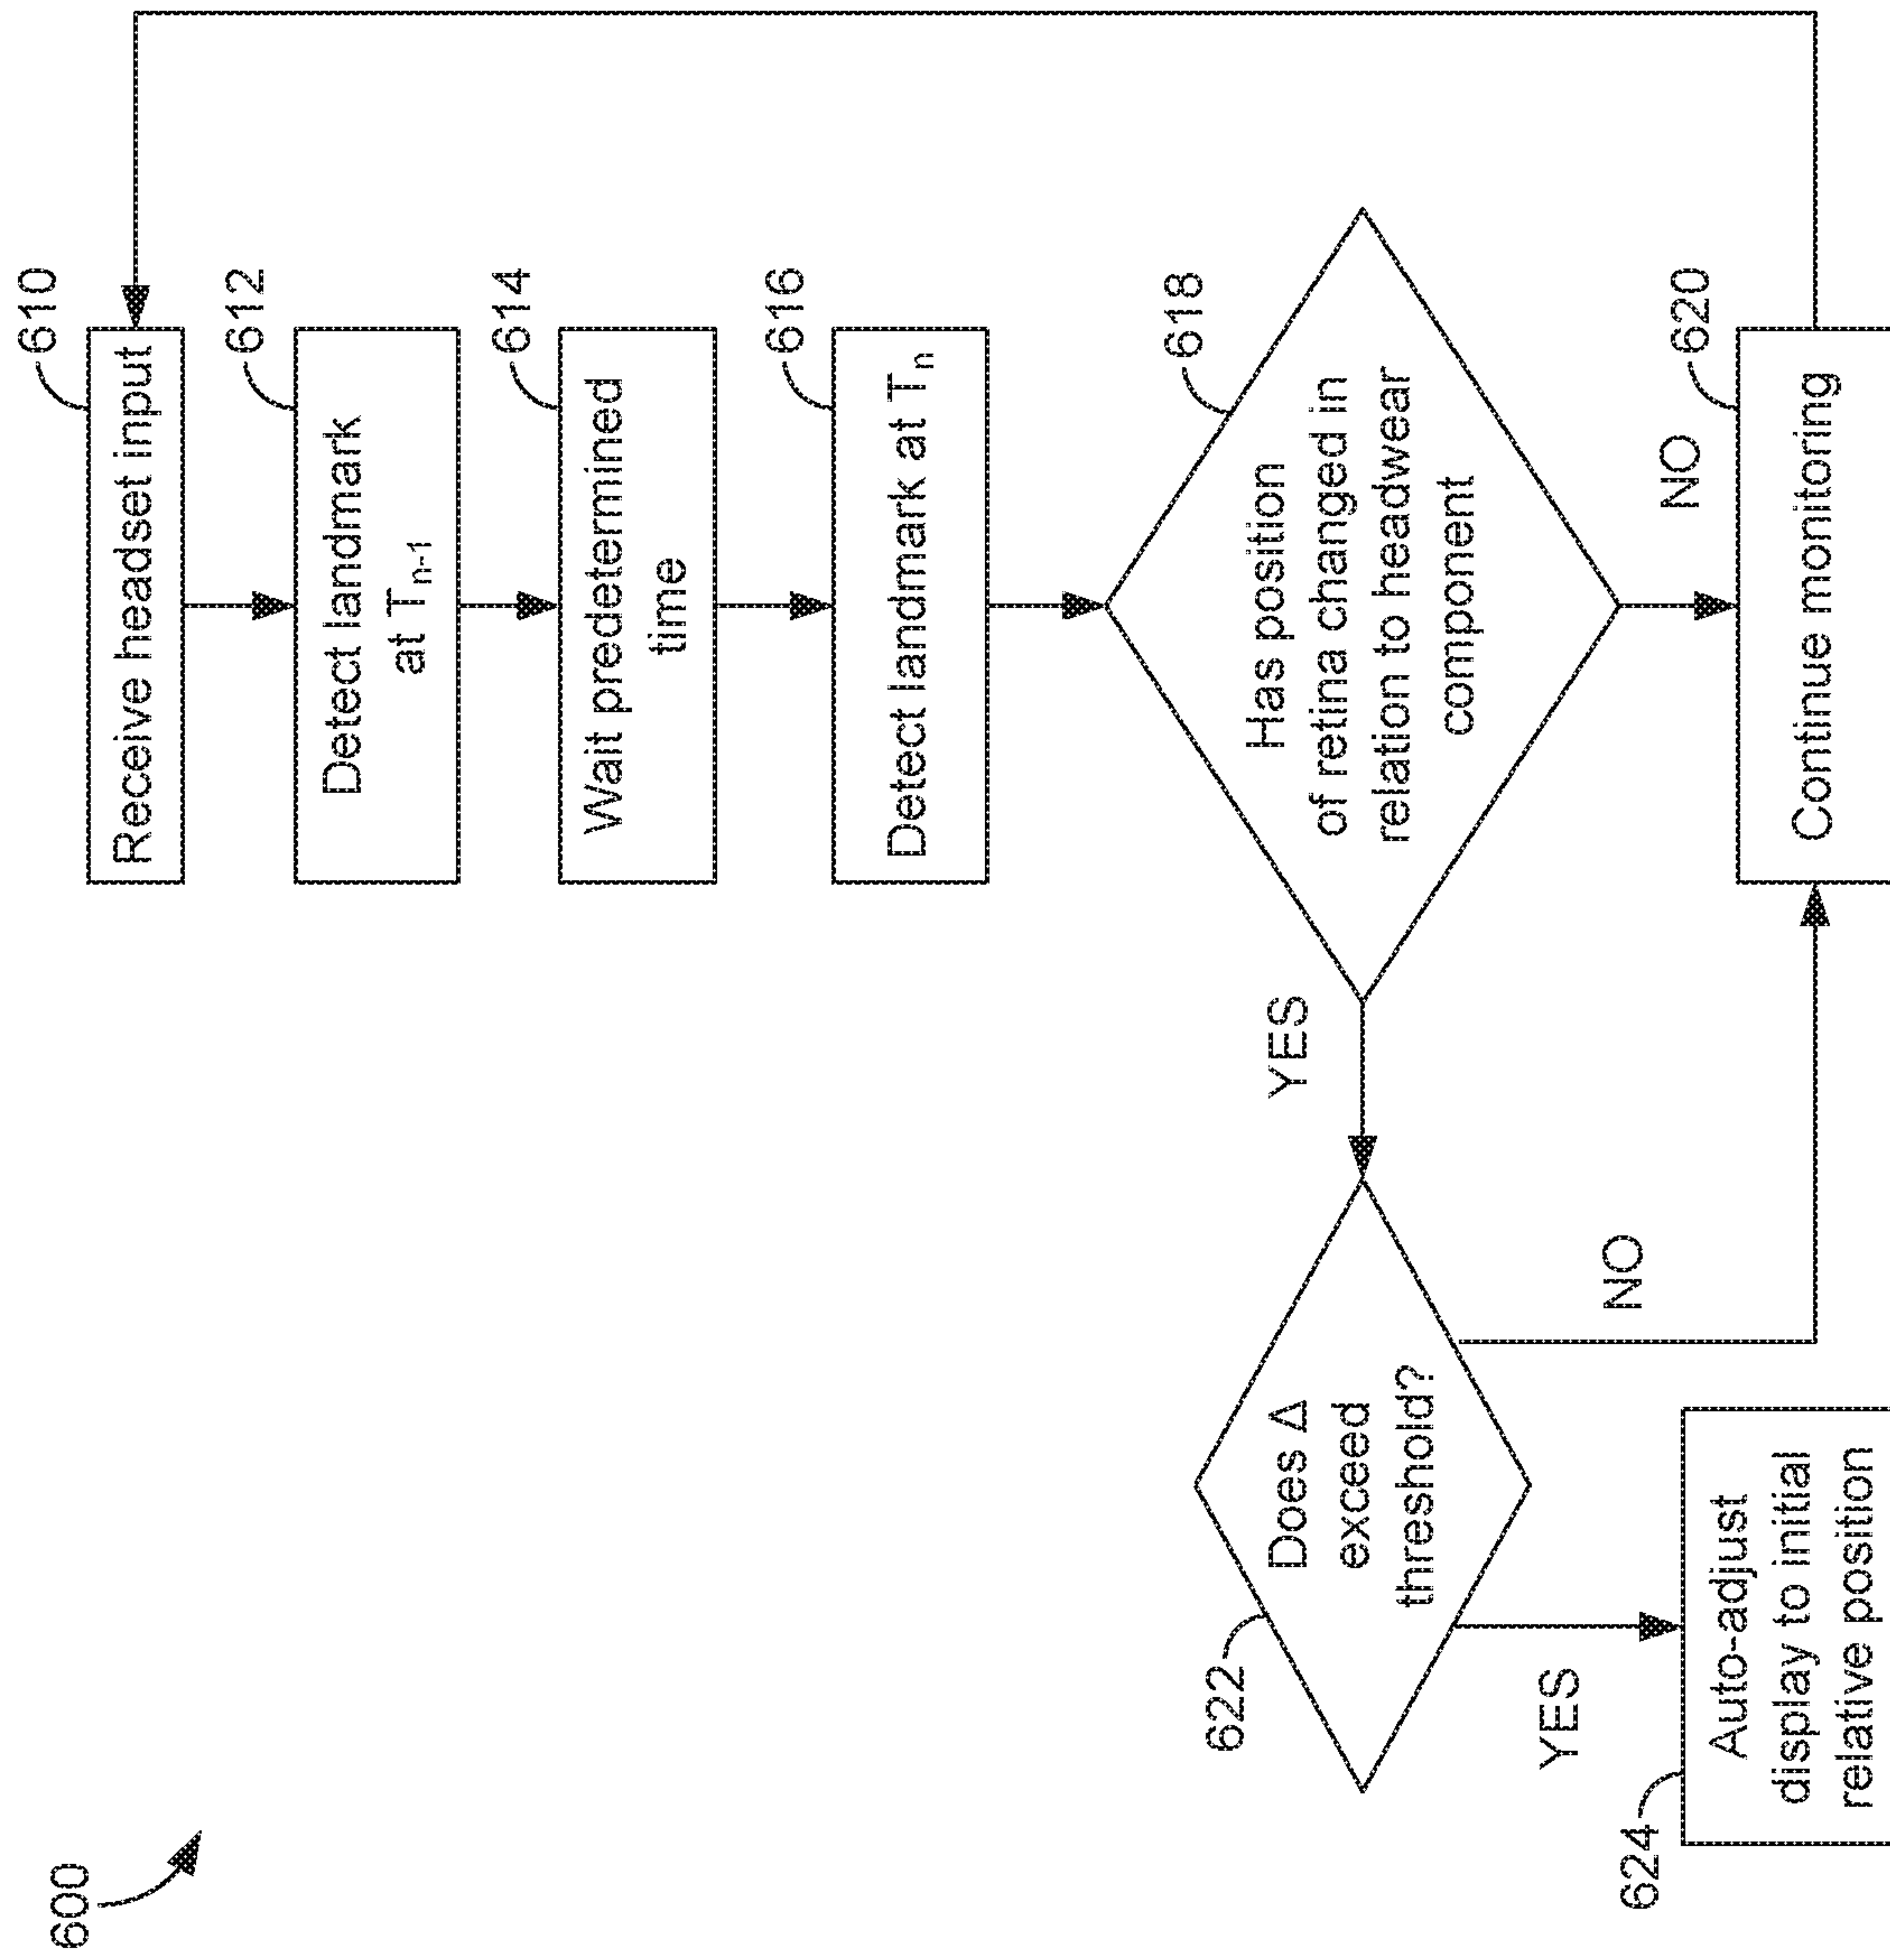 600
610
Receive headset input
612
Detect landmark
at Tn-1
614
Wait predetermined
time
616
Detect landmark at Tn
618
Has position
of retina changed in
relation to headwear
component
YES
NO
620
Continue monitoring
622
Does Δ
exceed
threshold?
NO
YES
624
Auto-adjust
display to initial
relative position